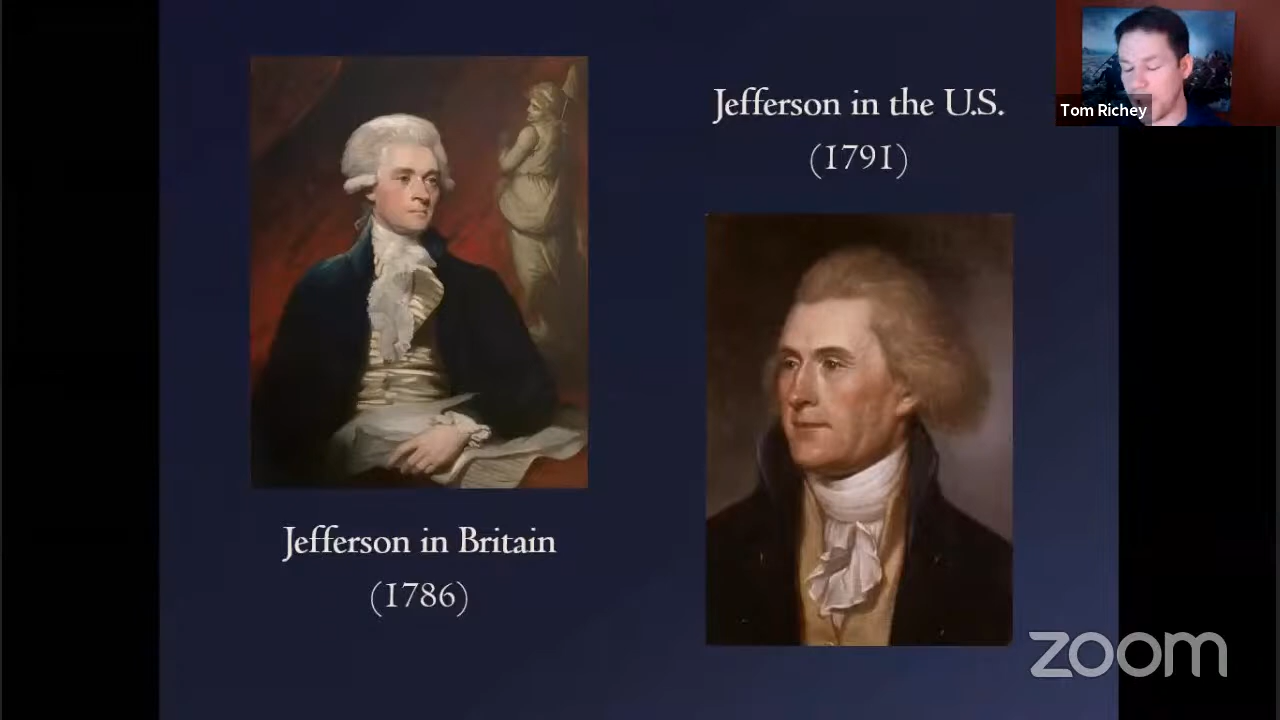 Jefferson in the U.S.
(1791)
Tom Richey
Jefferson in Britain
(1786)
zoom